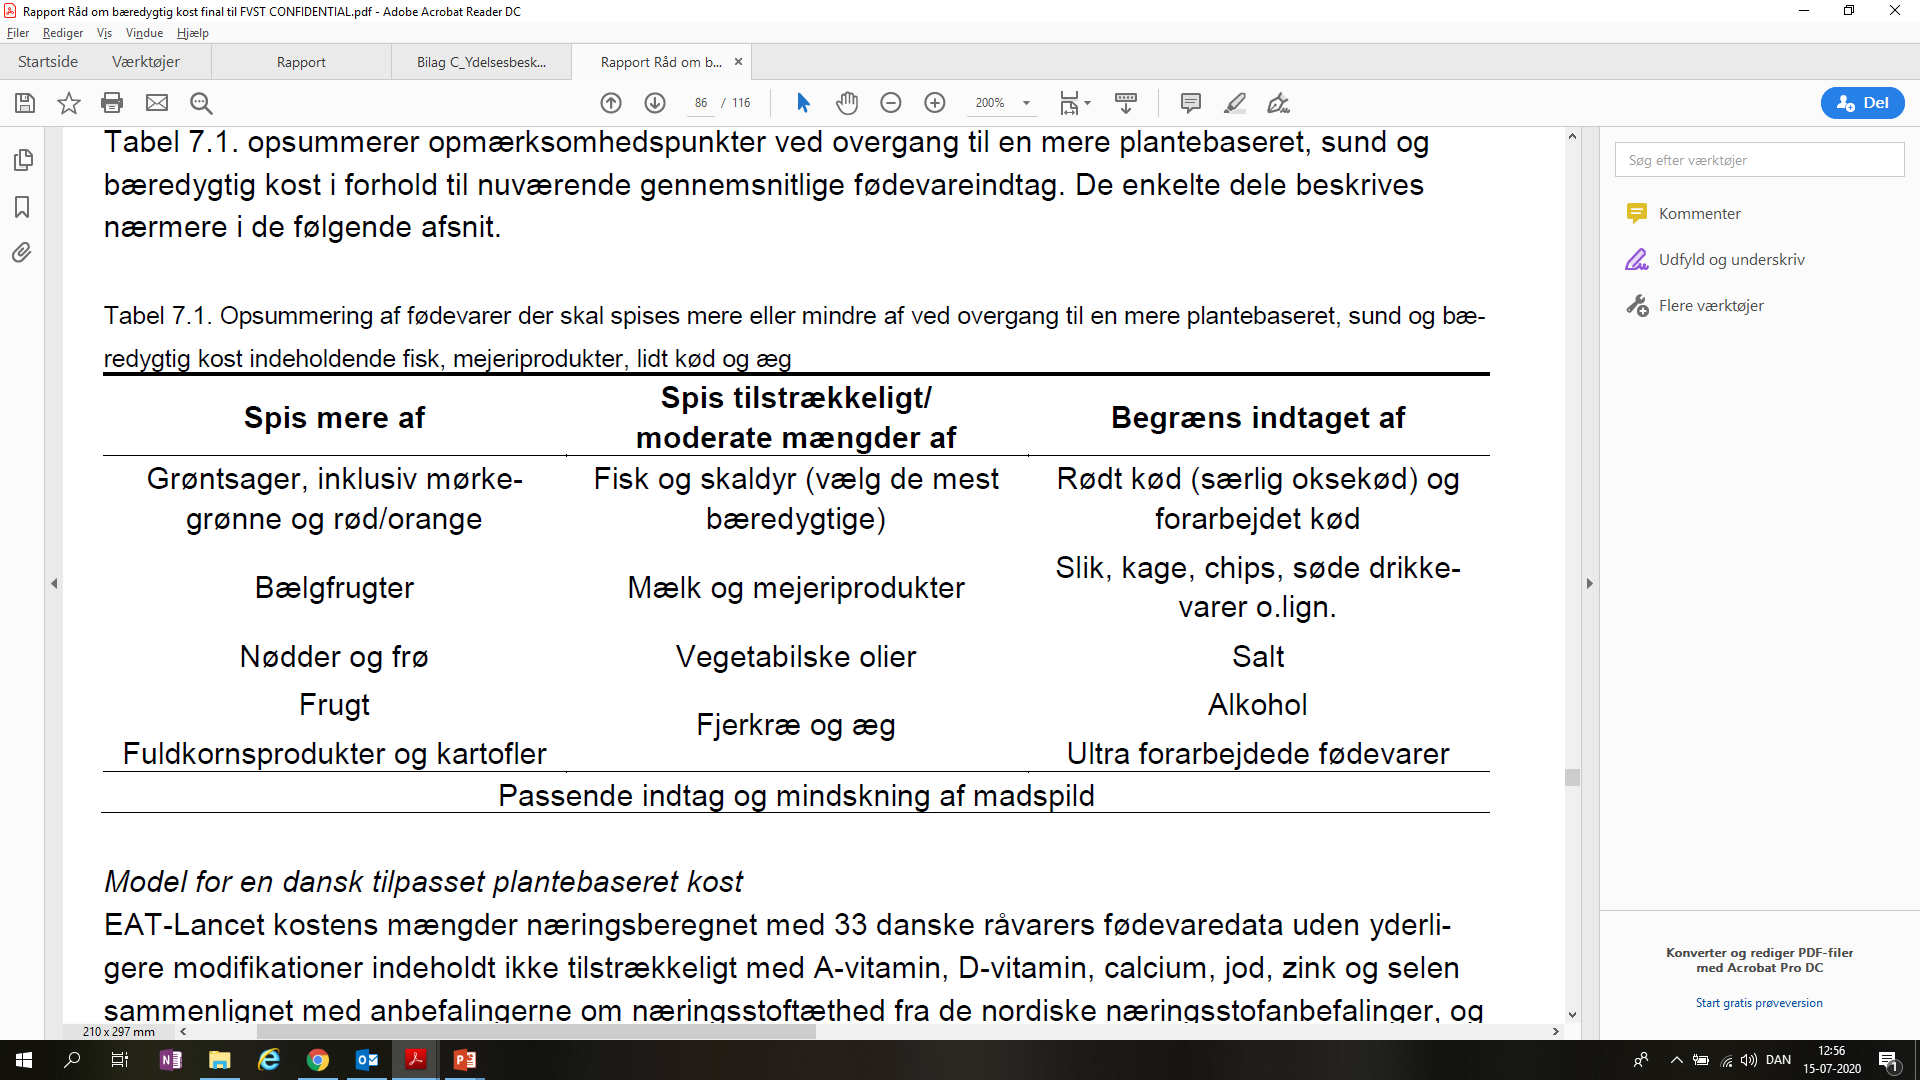 Rapport Råd om bæredygtig kost final til FVST CONFIDENTIAL.pdf - Adobe Acrobat Reader DC
Filer Rediger Vis Vindue Hjælp
Startside Værktøjer Rapport Bilag C_Ydelsesbesk... Rapport Råd om b...
86 / 116 200% Del
Tabel 7.1. opsummerer opmærksomhedspunkter ved overgang til en mere plantebaseret, sund og
bæredygtig kost i forhold til nuværende gennemsnitlige fødevareindtag. De enkelte dele beskrives
nærmere i de følgende afsnit.
Tabel 7.1. Opsummering af fødevarer der skal spises mere eller mindre af ved overgang til en mere plantebaseret, sund og bæ-
redygtig kost indeholdende fisk, mejeriprodukter, lidt kød og æg
Spis mere af
Spis tilstrækkeligt/
moderate mængder af
Begræns indtaget af
Grøntsager, inklusiv mørke-
grønne og rød/orange
Fisk og skaldyr (vælg de mest
bæredygtige)
Rødt kød (særlig oksekød) og
forarbejdet kød
Bælgfrugter
Mælk og mejeriprodukter
Slik, kage, chips, søde drikke-
varer o.lign.
Nødder og frø
Vegetabilske olier
Salt
Frugt
Fjerkræ og æg
Alkohol
Fuldkornsprodukter og kartofler
Ultra forarbejdede fødevarer
Passende indtag og mindskning af madspild
Model for en dansk tilpasset plantebaseret kost
EAT-Lancet kostens mængder næringsberegnet med 33 danske råvarers fødevaredata uden yderli-
gere modifikationer indeholdt ikke tilstrækkeligt med A-vitamin, D-vitamin, calcium, jod, zink og selen
sammenlignet med anbefalingerne om næringsstoftæthed fra de nordiske næringsstofanbefalinger, og
210 x 297 mm
Søg efter værktøjer
Kommenter
Udfyld og underskriv
Flere værktøjer
Konverter og rediger PDF-filer
med Acrobat Pro DC
Start gratis prøveversion
DAN
12:56
15-07-2020
1